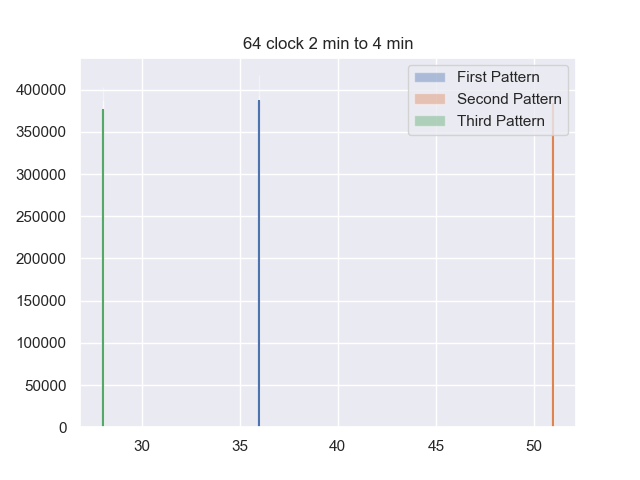 64 clock 2 min to 4 min
First Pattern
Second Pattern
Third Pattern
400000
350000
300000
250000
200000
150000
100000
50000
0
30 35 40 45 50